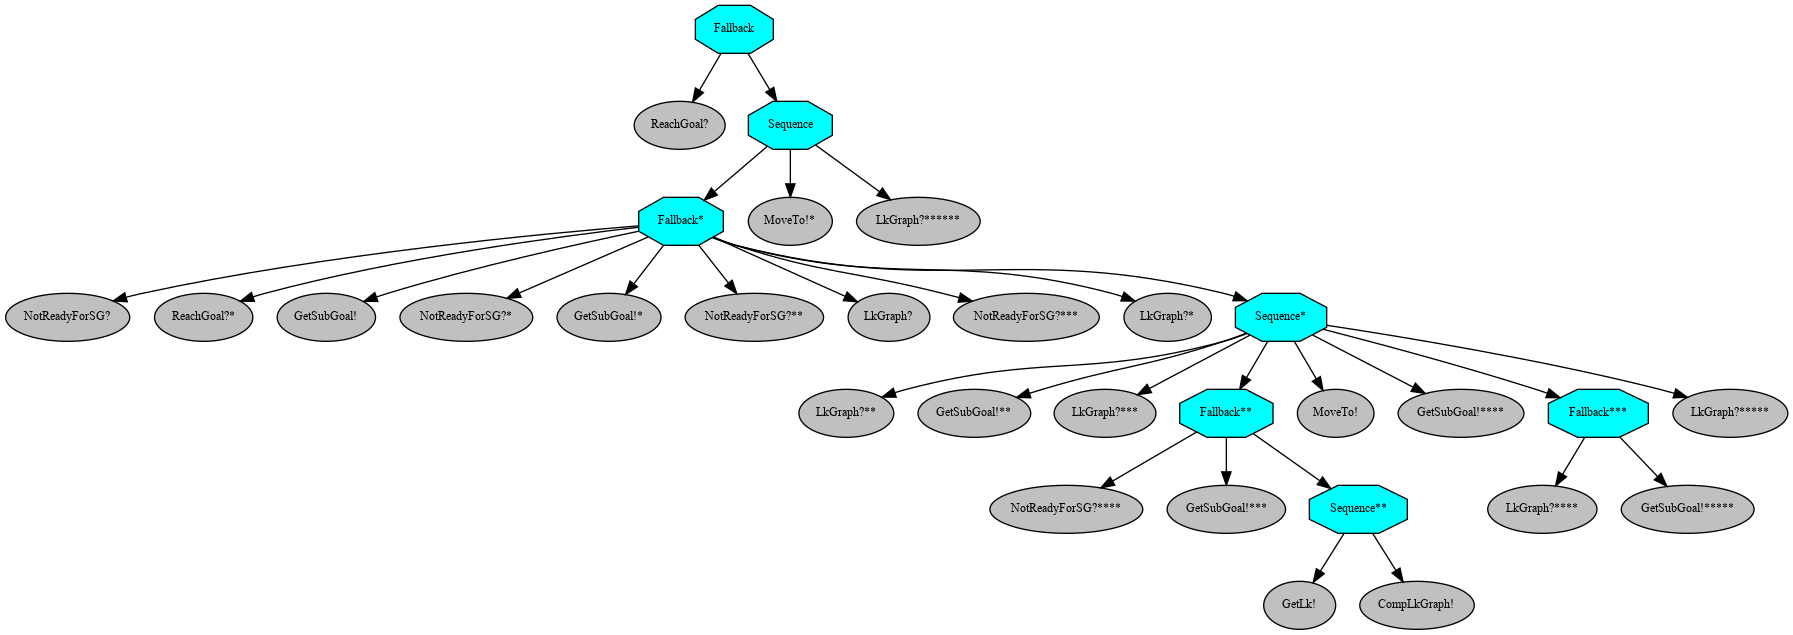 Fallback
ReachGoal?
Sequence
Fallback*
MoveTo!*
LkGraph?******
NotReadyForSG?
ReachGoal?*
GetSubGoal!
NotReadyForSG?*
GetSubGoal!*
NotReadyForSG?**
LkGraph?
NotReadyForSG?***
LkGraph?*
Sequence*
LkGraph?**
GetSubGoal!**
LkGraph?***
Fallback**
MoveTo!
GetSubGoal!****
Fallback***
LkGraph?*****
NotReadyForSG?****
GetSubGoal!***
Sequence**
LkGraph?****
GetSubGoal!*****
GetLk!
CompLkGraph!